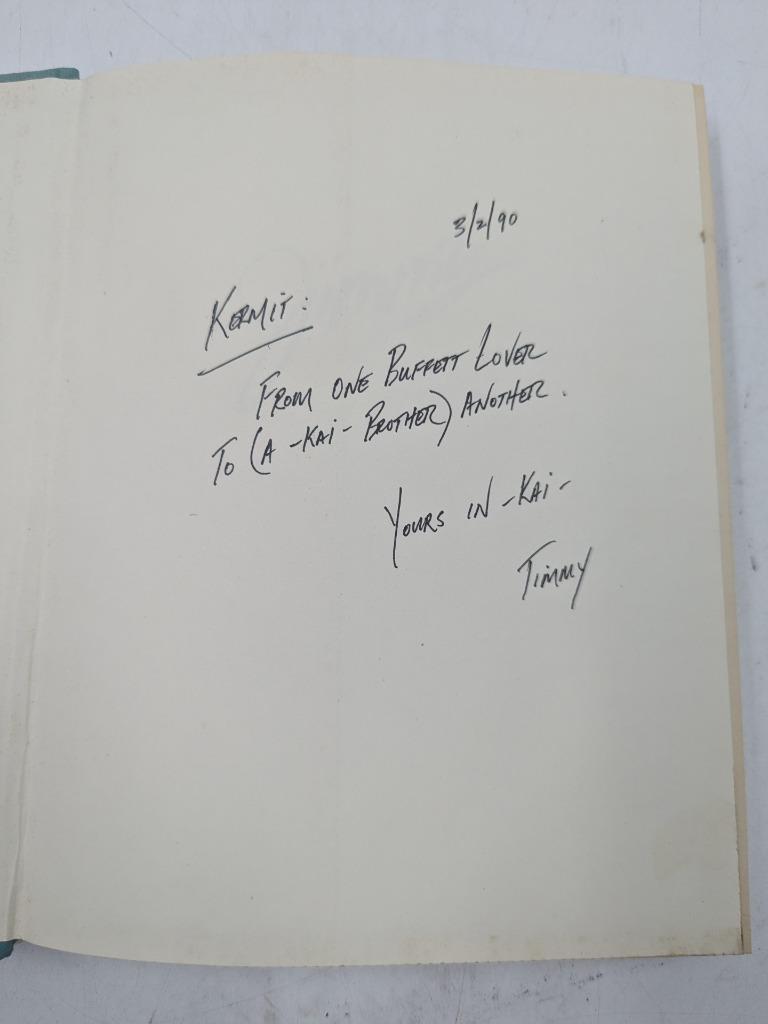 3/2/90
KERMIT:
FROM ONE BUFFETT LOVER
TO (A -KAI- BROTHER) ANOTHER.
YOURS IN -KAI-
TIMMY